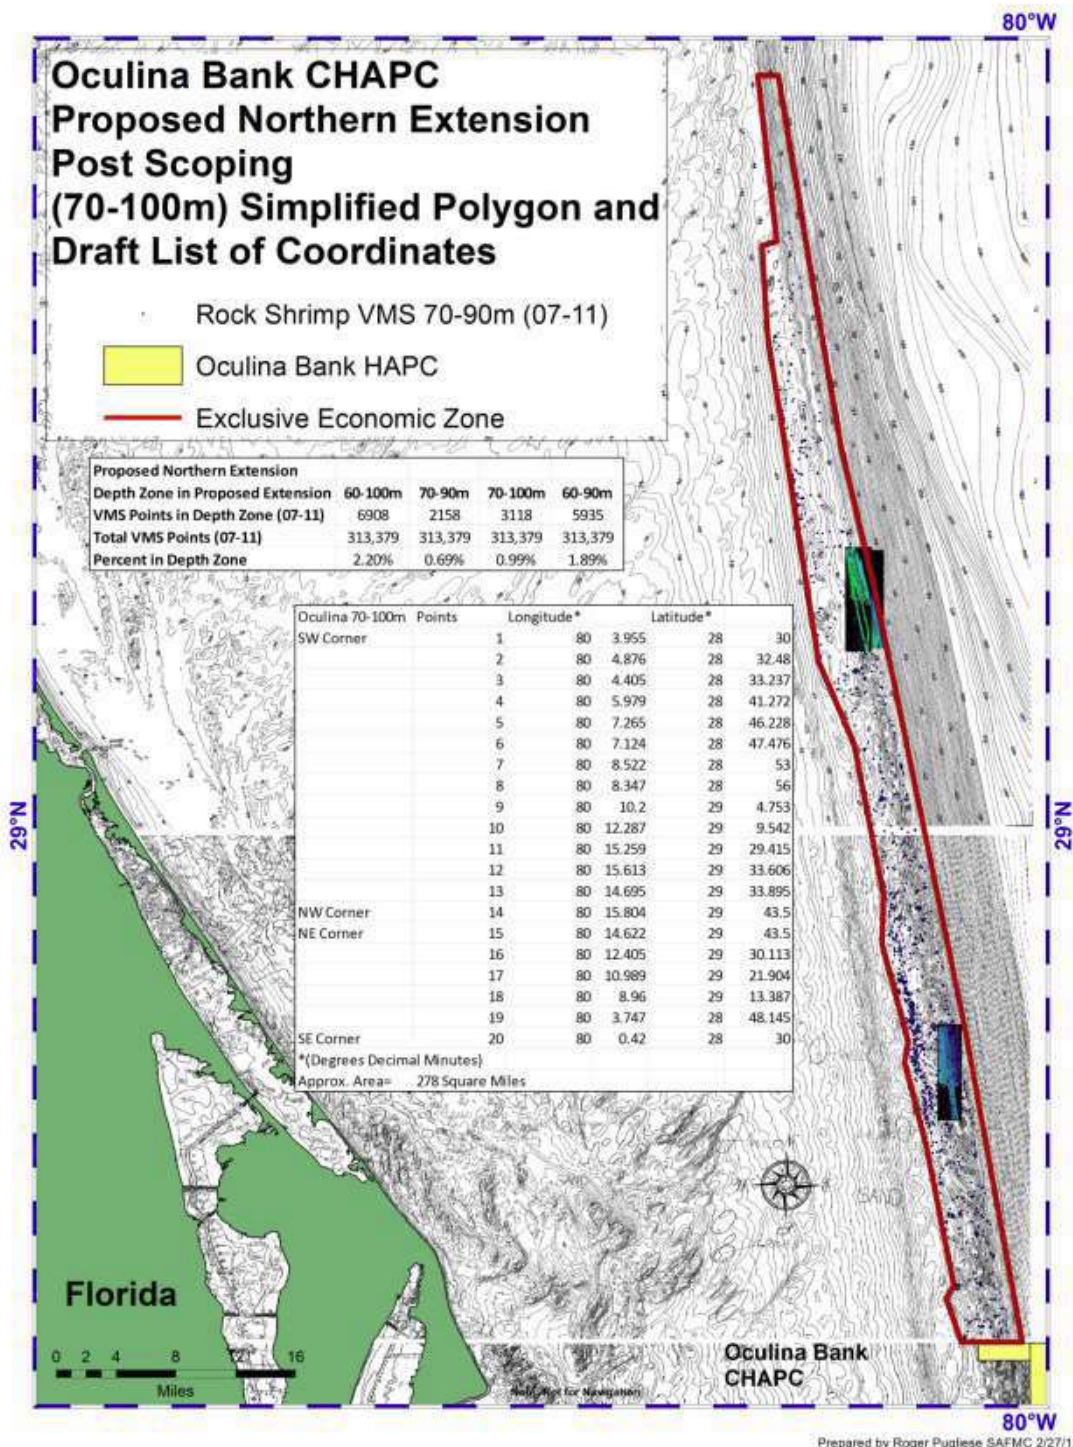 80°W
Oculina Bank CHAPC
Proposed Northern Extension
Post Scoping
(70-100m) Simplified Polygon and
Draft List of Coordinates
Rock Shrimp VMS 70-90m (07-11)
Oculina Bank HAPC
Exclusive Economic Zone
Proposed Northern Extension
Depth Zone in Proposed Extension 60-100m 70-90m 70-100m 60-90m
VMS Points in Depth Zone (07-11) 6908 2158 3118 5935
Total VMS Points (07-11) 313,379 313,379 313,379 313,379
Percent in Depth Zone 2.20% 0.69% 0.99% 1.89%
Oculina 70-100m Points Longitude* Latitude*
SW Corner 1 80 3.955 28 30
2 80 4.876 28 32.48
3 80 4.405 28 33.237
4 80 5.979 28 41.272
5 80 7.265 28 46.228
6 80 7.124 28 47.476
7 80 8.522 28 53
8 80 8.347 28 56
9 80 10.2 29 4.753
10 80 12.287 29 9.542
11 80 15.259 29 29.415
12 80 15.613 29 33.606
13 80 14.695 29 33.895
NW Corner 14 80 15.804 29 43.5
NE Corner 15 80 14.622 29 43.5
16 80 12.405 29 30.113
17 80 10.989 29 21.904
18 80 8.96 29 13.387
19 80 3.747 28 48.145
SE Corner 20 80 0.42 28 30
*(Degrees Decimal Minutes)
Approx. Area= 278 Square Miles
29°N
29°N
SAND
Florida
0 2 4 8 12 16
Miles
Oculina Bank
CHAPC
Not for Navigation
80°W
Prepared by Roger Pugliese SAFMC 2/27/1